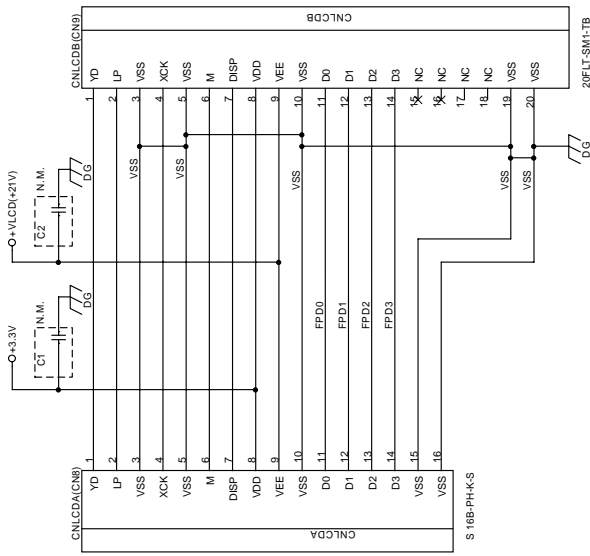 CNLCDB(CN9)
CNLCDB
20FLT-SM1-TB
YD
LP
VSS
XCK
VSS
M
DISP
VDD
VEE
VSS
D0
D1
D2
D3
NC
NC
NC
NC
VSS
VSS
1
2
3
4
5
6
7
8
9
10
11
12
13
14
15
16
17
18
19
20
+VLCD(+21V)
C2
N.M.
DG
VSS
VSS
VSS
VSS
VSS
DG
+3.3V
C1
N.M.
DG
FPD0
FPD1
FPD2
FPD3
1
2
3
4
5
6
7
8
9
10
11
12
13
14
15
16
CNLCDA(CN8)
YD
LP
VSS
XCK
VSS
M
DISP
VDD
VEE
VSS
D0
D1
D2
D3
VSS
VSS
CNLCDA
S 16B-PH-K-S